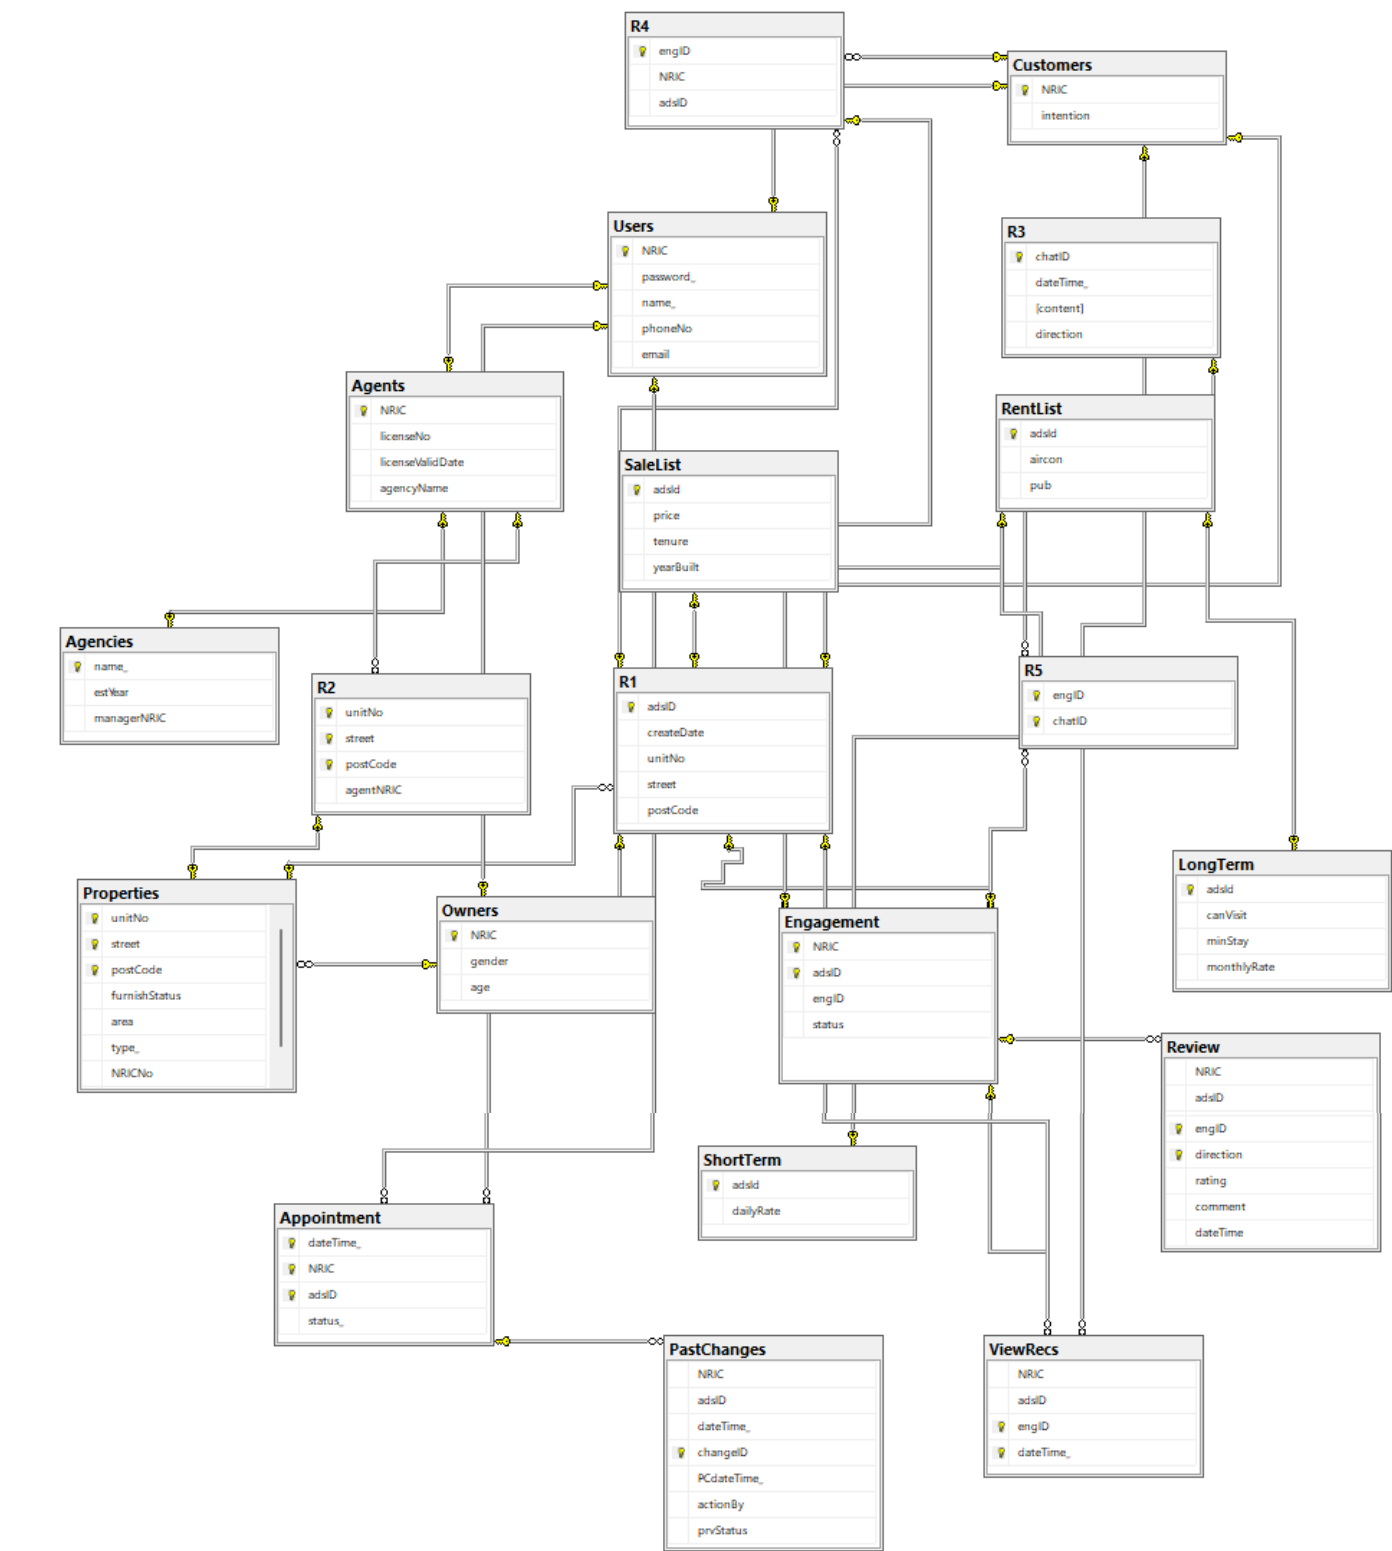 R4
engID
NRIC
adsID
Customers
NRIC
intention
Users
NRIC
password_
name_
phoneNo
email
R3
chatID
dateTime_
[content]
direction
Agents
NRIC
licenseNo
licenseValidDate
agencyName
RentList
adsId
aircon
pub
SaleList
adsId
price
tenure
yearBuilt
Agencies
name_
estYear
managerNRIC
R2
unitNo
street
postCode
agentNRIC
R1
adsID
createDate
unitNo
street
postCode
R5
engID
chatID
LongTerm
adsId
canVisit
minStay
monthlyRate
Properties
unitNo
street
postCode
furnishStatus
area
type_
NRICNo
Owners
NRIC
gender
age
Engagement
NRIC
adsID
engID
status
Review
NRIC
adsID
engID
direction
rating
comment
dateTime
ShortTerm
adsId
dailyRate
Appointment
dateTime_
NRIC
adsID
status_
PastChanges
NRIC
adsID
dateTime_
changeID
PCdateTime_
actionBy
prvStatus
ViewRecs
NRIC
adsID
engID
dateTime_